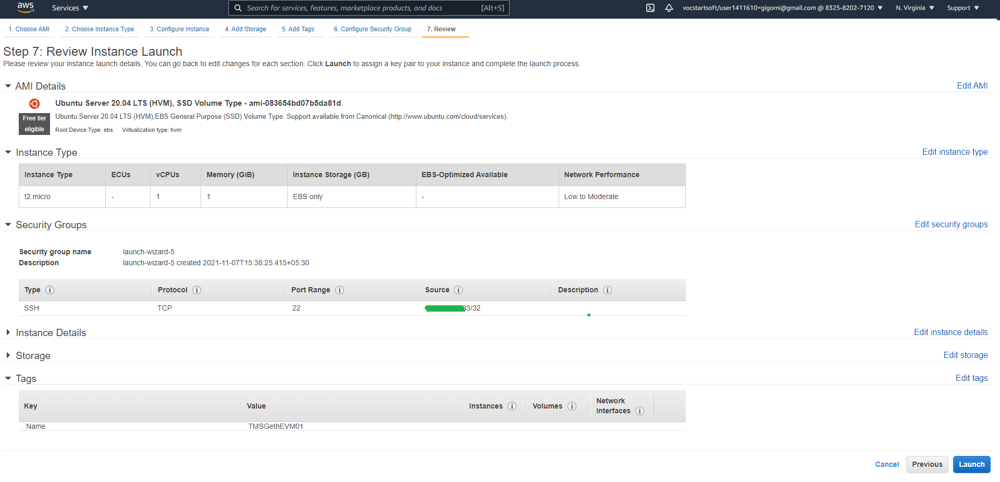 aws Services Search for services, features, marketplace products, and docs [Alt+S] vocstartsoft/user1411610=gigomi@gmail.com @ 8325-8202-7120 N. Virginia Support
1. Choose AMI 2. Choose Instance Type 3. Configure Instance 4. Add Storage 5. Add Tags 6. Configure Security Group 7. Review
Step 7: Review Instance Launch
Please review your instance launch details. You can go back to edit changes for each section. Click Launch to assign a key pair to your instance and complete the launch process.
AMI Details Edit AMI
Ubuntu Server 20.04 LTS (HVM), SSD Volume Type - ami-083654bd07b5da81d
Free tier
eligible
Ubuntu Server 20.04 LTS (HVM),EBS General Purpose (SSD) Volume Type. Support available from Canonical (http://www.ubuntu.com/cloud/services).
Root Device Type: ebs Virtualization type: hvm
Instance Type Edit instance type
Instance Type ECUs vCPUs Memory (GiB) Instance Storage (GB) EBS-Optimized Available Network Performance
t2.micro - 1 1 EBS only - Low to Moderate
Security Groups Edit security groups
Security group name launch-wizard-5
Description launch-wizard-5 created 2021-11-07T15:38:25.415+05:30
Type Protocol Port Range Source Description
SSH TCP 22 33/32
Instance Details Edit instance details
Storage Edit storage
Tags Edit tags
Key Value Instances Volumes Network
Interfaces
Name TMSGethEVM01
Cancel Previous Launch